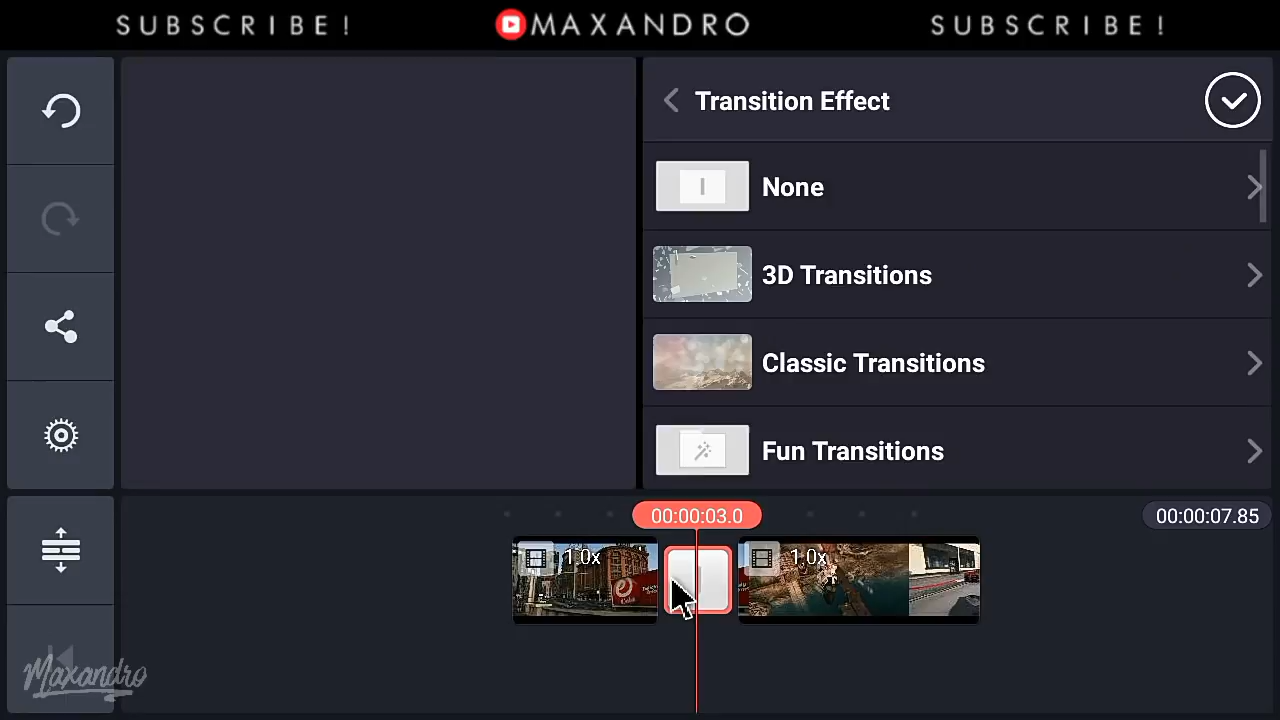 SUBSCRIBE! MAXANDRO SUBSCRIBE!
Transition Effect
None
3D Transitions
Classic Transitions
Fun Transitions
00:00:03.0
00:00:07.85
1.0x 1.0x
Maxandro